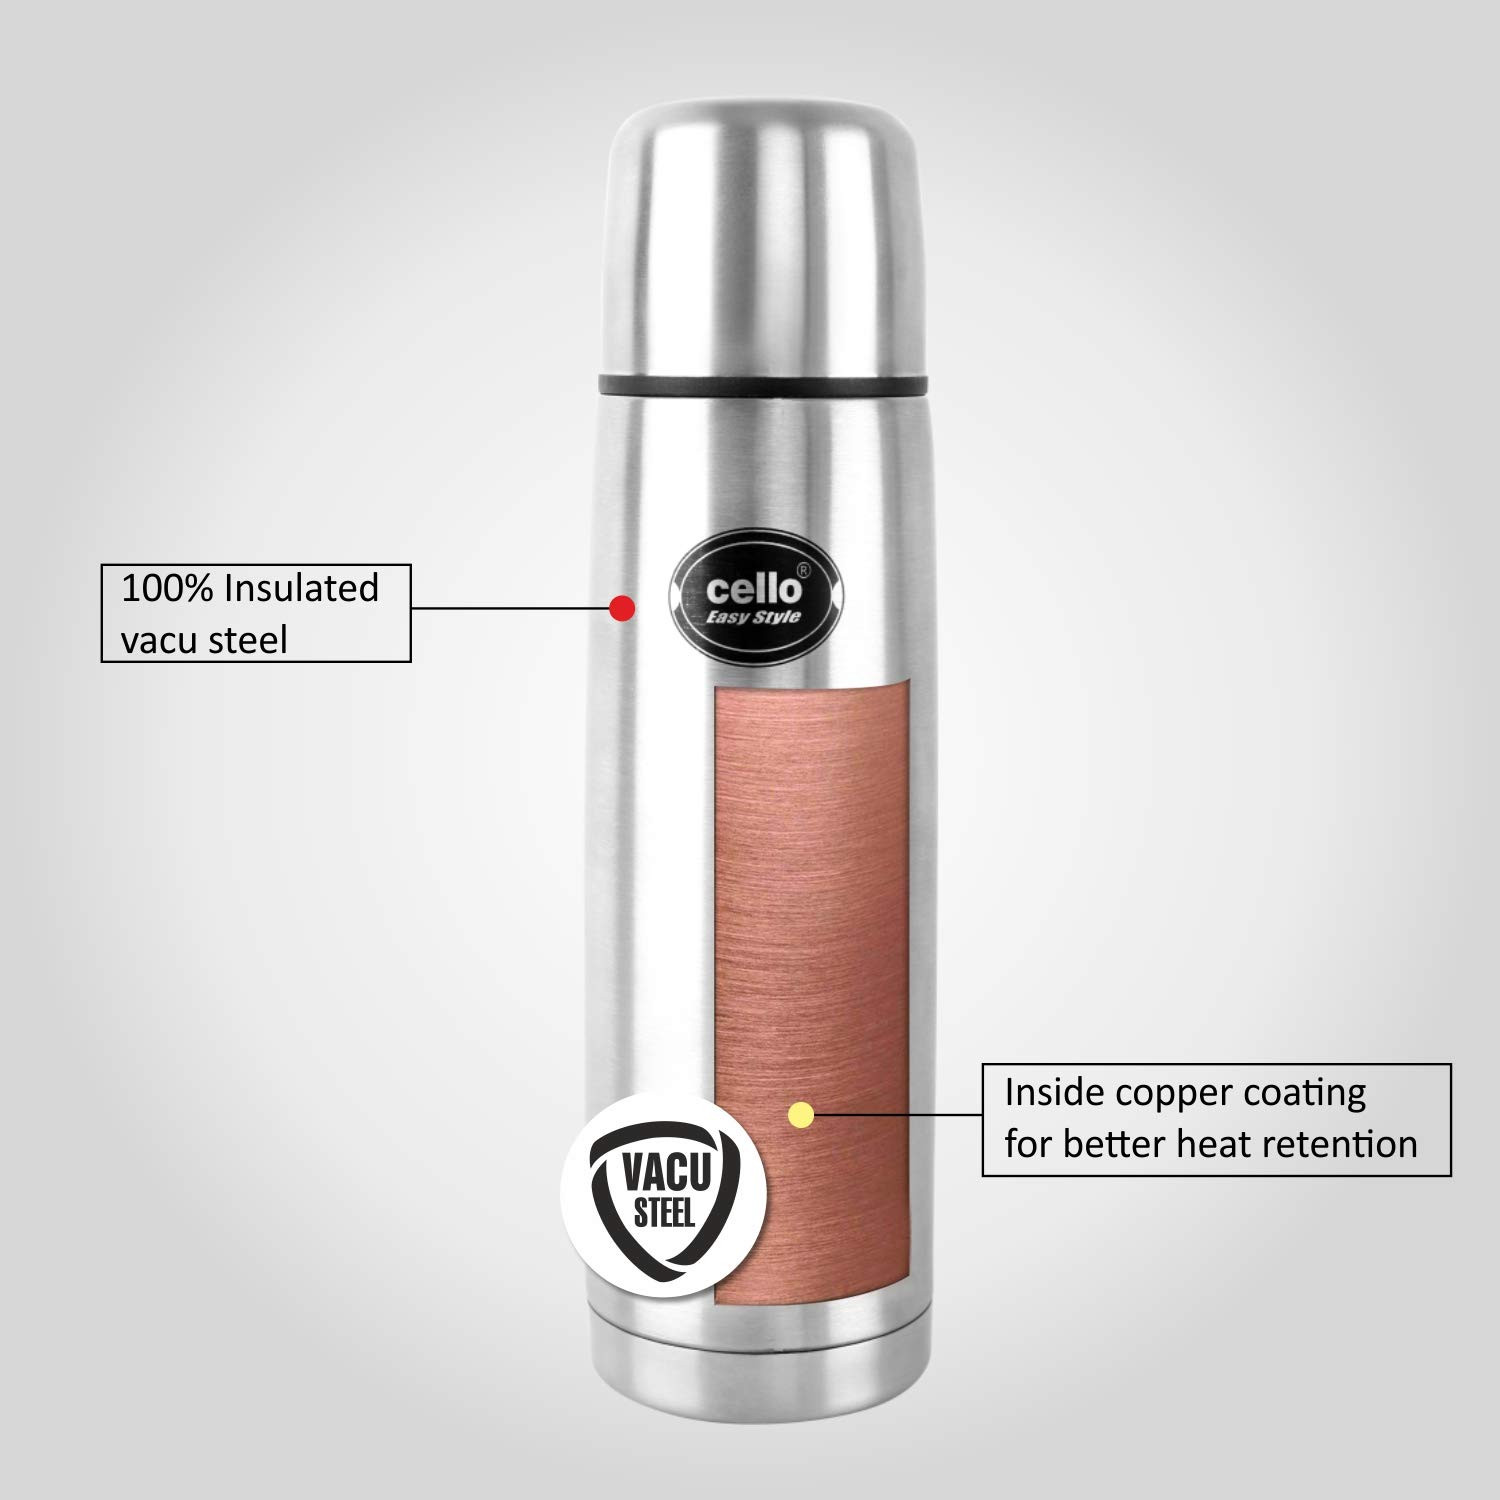 cello®
Easy Style
100% Insulated
vacu steel
Inside copper coating
for better heat retention
VACU
STEEL